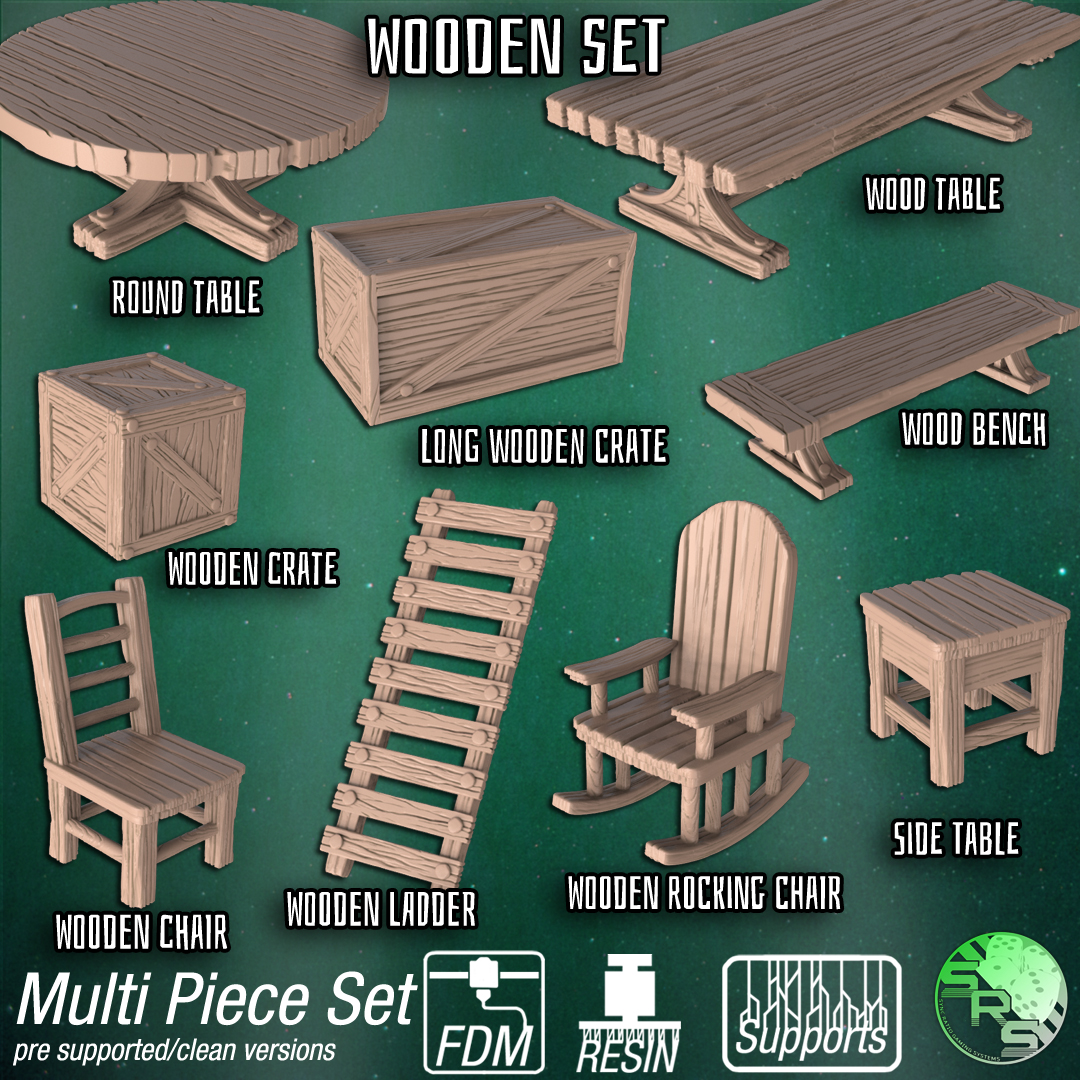 WOODEN SET
WOOD TABLE
ROUND TABLE
WOOD BENCH
LONG WOODEN CRATE
WOODEN CRATE
SIDE TABLE
WOODEN ROCKING CHAIR
WOODEN LADDER
WOODEN CHAIR
Multi Piece Set
pre supported/clean versions
FDM
RESIN
Supports
SRS